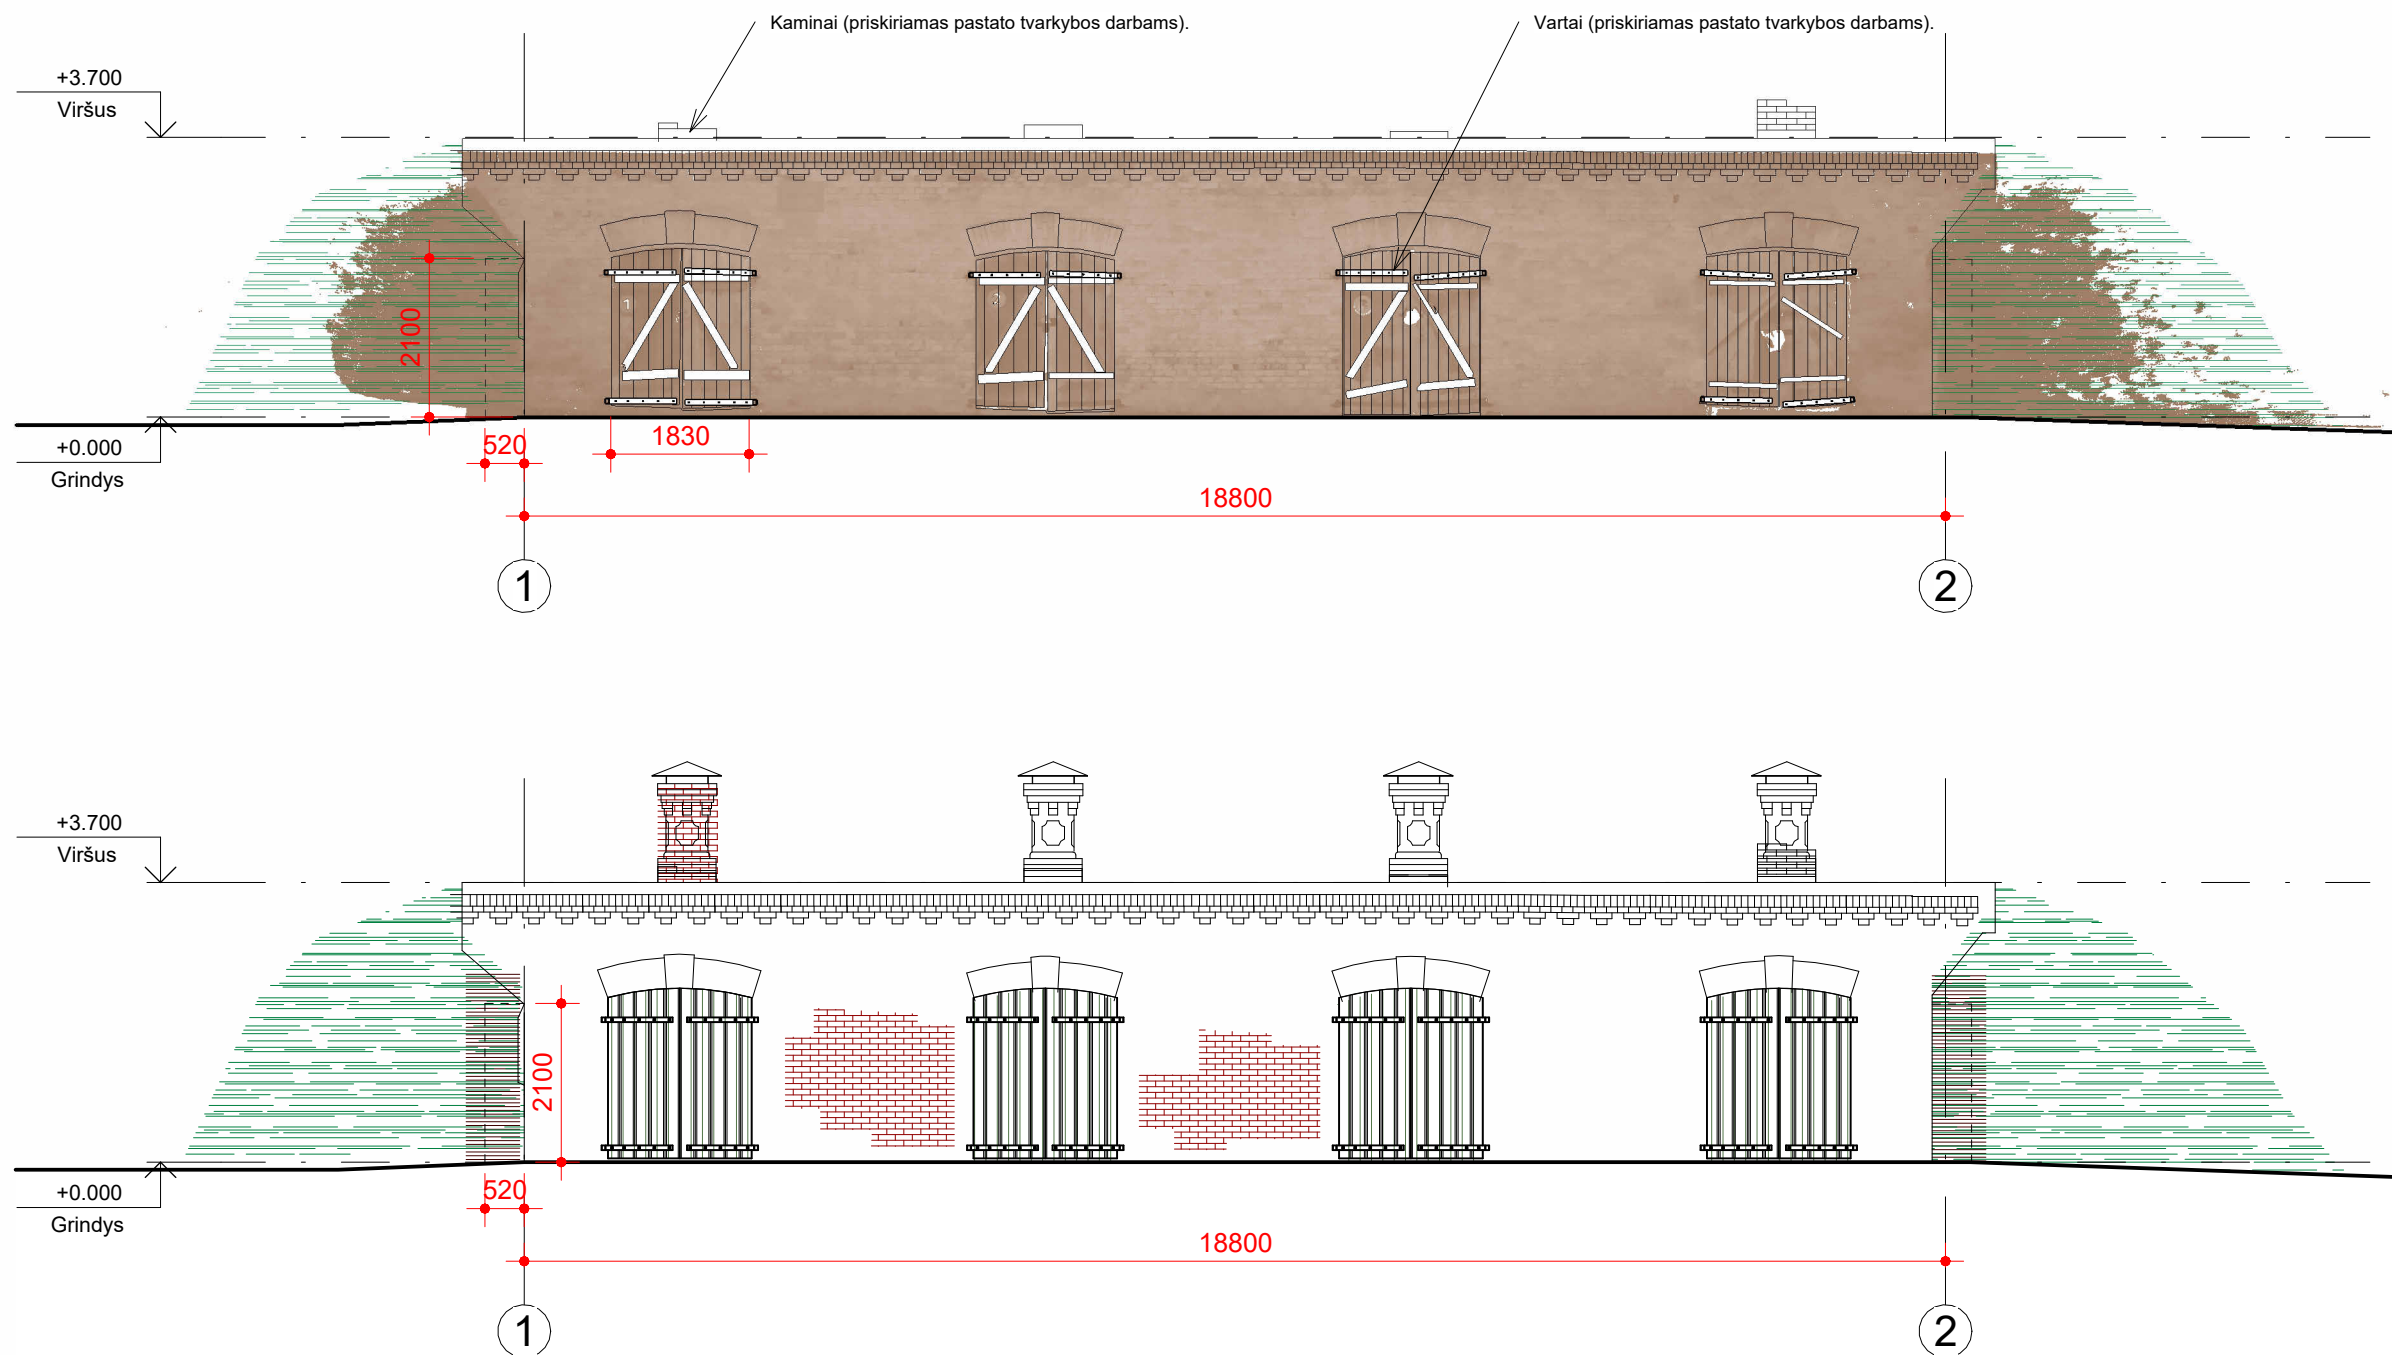 Kaminai (priskiriamas pastato tvarkybos darbams).
Vartai (priskiriamas pastato tvarkybos darbams).
+3.700
Viršus
2100
+0.000
Grindys
520
1830
18800
1
2
+3.700
Viršus
2100
+0.000
Grindys
520
18800
1
2